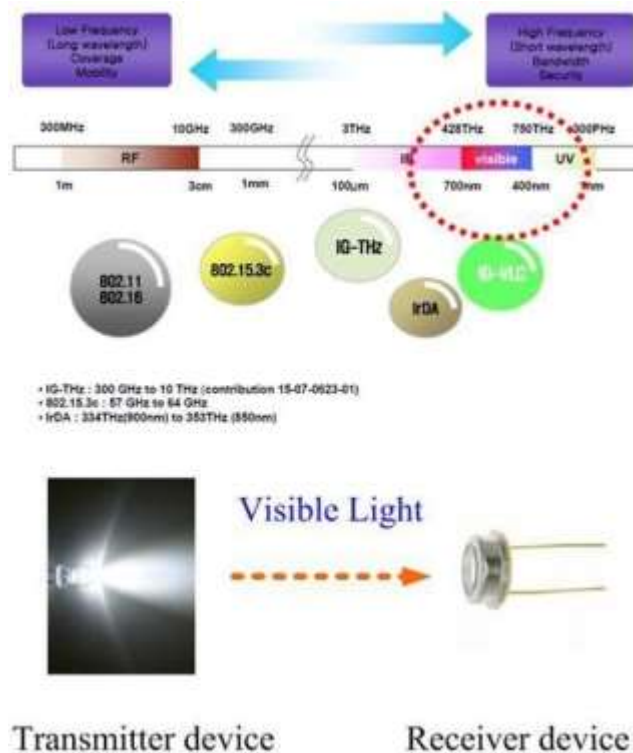 Low Frequency
(Long wavelength)
Coverage
Mobility
High Frequency
(Short wavelength)
Bandwidth
Security
300MHz 10GHz 300GHz 3THz 428THz 750THz 300PHz
RF IR visible UV
1m 3cm 1mm 100μm 700nm 400nm
802.11
802.16
802.15.3c
IG-THz
IrDA
IG-VLC
• IG-THz : 300 GHz to 10 THz (contribution 15-07-0623-01)
• 802.15.3c : 57 GHz to 64 GHz
• IrDA : 334THz(900nm) to 353THz (850nm)
Visible Light
Transmitter device Receiver device